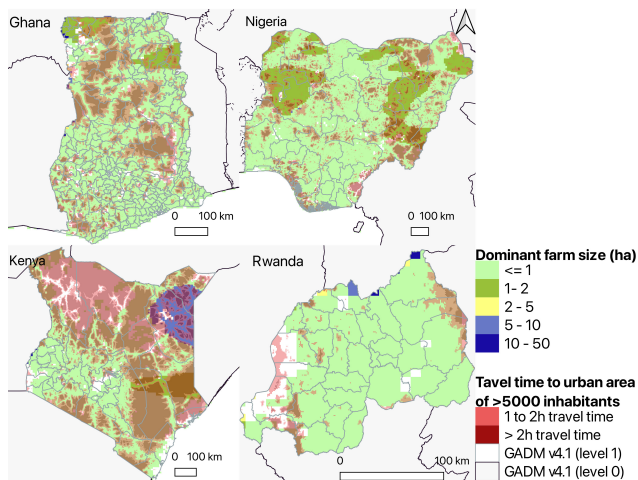 Ghana
Nigeria
0 100 km
0 100 km
Kenya
Rwanda
0 100 km
0 100 km
Dominant farm size (ha)
<= 1
1- 2
2 - 5
5 - 10
10 - 50
Tavel time to urban area
of >5000 inhabitants
1 to 2h travel time
> 2h travel time
GADM v4.1 (level 1)
GADM v4.1 (level 0)